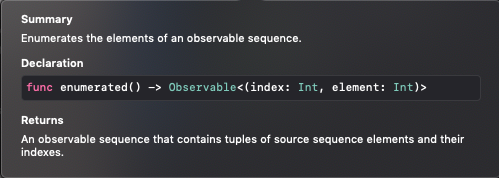 Summary
Enumerates the elements of an observable sequence.
Declaration
func enumerated() -> Observable<(index: Int, element: Int)>
Returns
An observable sequence that contains tuples of source sequence elements and their
indexes.